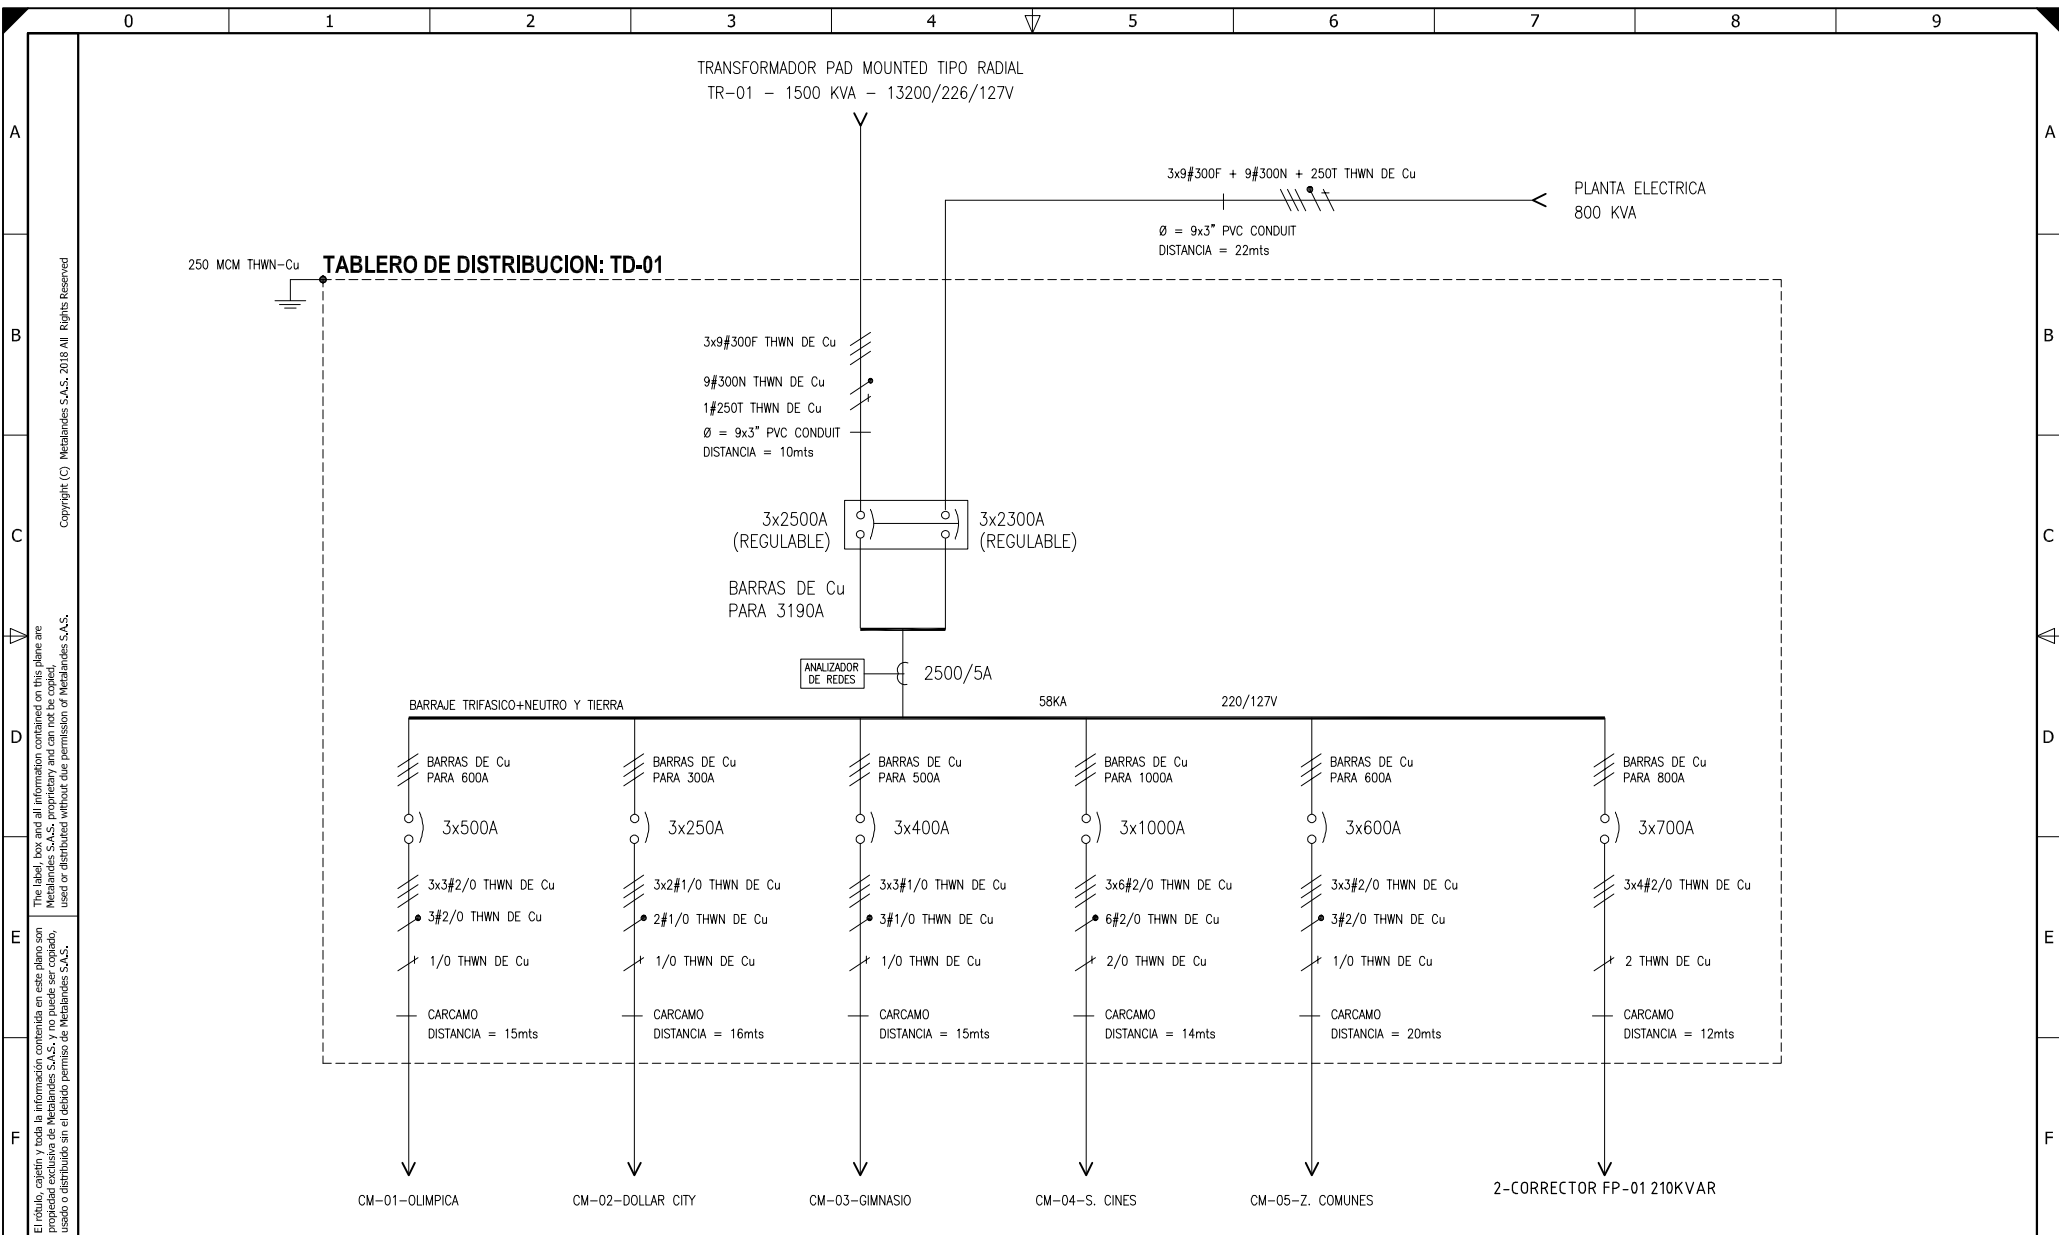 0 1 2 3 4 5 6 7 8 9
TRANSFORMADOR PAD MOUNTED TIPO RADIAL
TR-01 - 1500 KVA - 13200/226/127V
A
A
3x9#300F + 9#300N + 250T THWN DE Cu
PLANTA ELECTRICA
800 KVA
Ø = 9x3" PVC CONDUIT
DISTANCIA = 22mts
250 MCM THWN-Cu
TABLERO DE DISTRIBUCION: TD-01
B
B
3x9#300F THWN DE Cu
9#300N THWN DE Cu
1#250T THWN DE Cu
Ø = 9x3" PVC CONDUIT
DISTANCIA = 10mts
C
C
3x2500A
(REGULABLE)
3x2300A
(REGULABLE)
BARRAS DE Cu
PARA 3190A
ANALIZADOR
DE REDES
2500/5A
BARRAJE TRIFASICO+NEUTRO Y TIERRA
58KA
220/127V
D
D
BARRAS DE Cu
PARA 600A
BARRAS DE Cu
PARA 300A
BARRAS DE Cu
PARA 500A
BARRAS DE Cu
PARA 1000A
BARRAS DE Cu
PARA 600A
BARRAS DE Cu
PARA 800A
3x500A
3x250A
3x400A
3x1000A
3x600A
3x700A
3x3#2/0 THWN DE Cu
3x2#1/0 THWN DE Cu
3x3#1/0 THWN DE Cu
3x6#2/0 THWN DE Cu
3x3#2/0 THWN DE Cu
3x4#2/0 THWN DE Cu
E
E
3#2/0 THWN DE Cu
2#1/0 THWN DE Cu
3#1/0 THWN DE Cu
6#2/0 THWN DE Cu
3#2/0 THWN DE Cu
1/0 THWN DE Cu
1/0 THWN DE Cu
1/0 THWN DE Cu
2/0 THWN DE Cu
1/0 THWN DE Cu
2 THWN DE Cu
CARCAMO
DISTANCIA = 15mts
CARCAMO
DISTANCIA = 16mts
CARCAMO
DISTANCIA = 15mts
CARCAMO
DISTANCIA = 14mts
CARCAMO
DISTANCIA = 20mts
CARCAMO
DISTANCIA = 12mts
F
F
CM-01-OLIMPICA
CM-02-DOLLAR CITY
CM-03-GIMNASIO
CM-04-S. CINES
CM-05-Z. COMUNES
2-CORRECTOR FP-01 210KVAR
Copyright (C) Metalandes S.A.S. 2018 All Rights Reserved
The label, box and all information contained on this plane are
Metalandes S.A.S. proprietary and can not be copied,
used or distributed without due permission of Metalandes S.A.S.
El rótulo, cajetín y toda la información contenida en este plano son
propiedad exclusiva de Metalandes S.A.S. y no puede ser copiado,
usado o distribuido sin el debido permiso de Metalandes S.A.S.